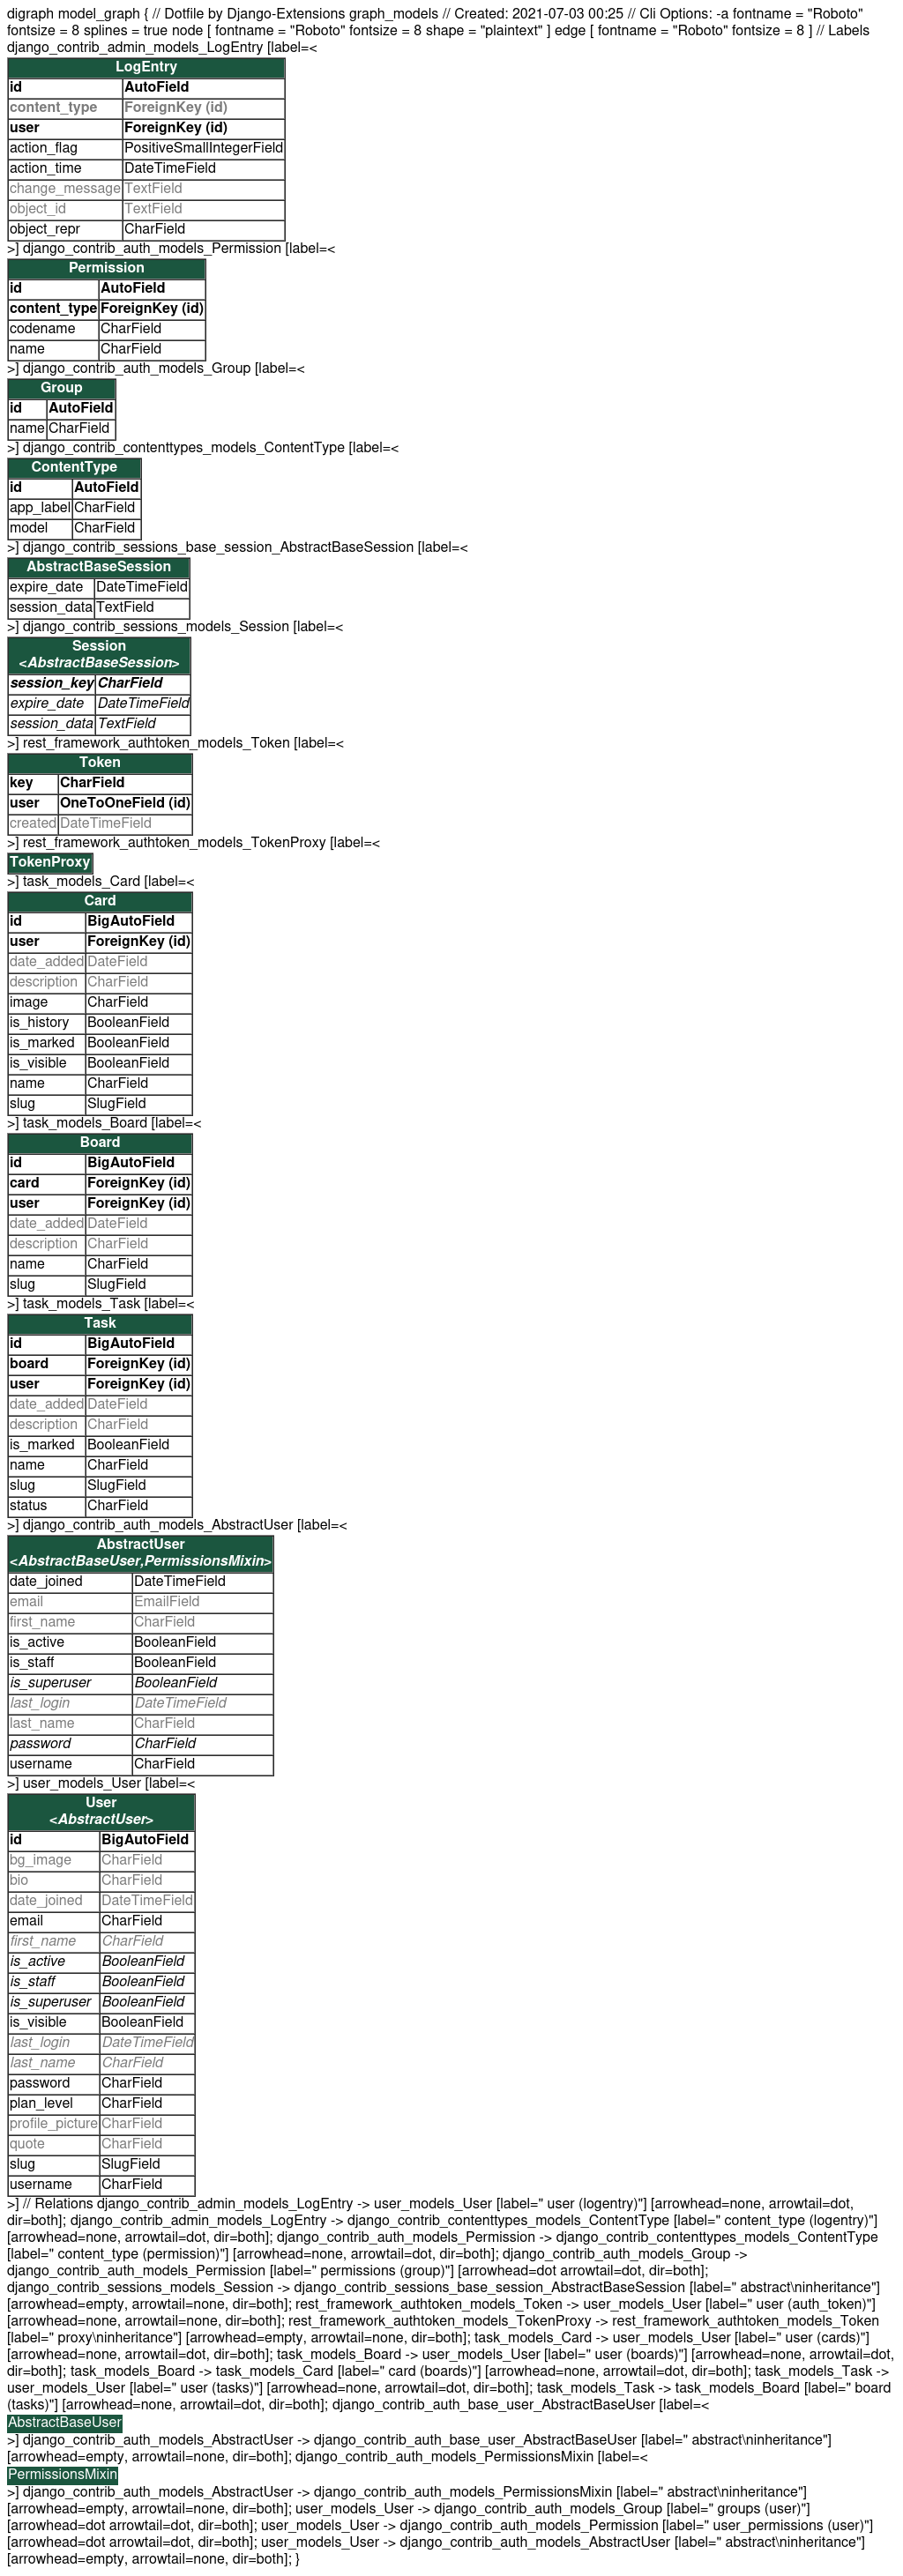 digraph model_graph { // Dotfile by Django-Extensions graph_models // Created: 2021-07-03 00:25 // Cli Options: -a fontname = "Roboto"
fontsize = 8 splines = true node [ fontname = "Roboto" fontsize = 8 shape = "plaintext" ] edge [ fontname = "Roboto" fontsize = 8 ] // Labels
django_contrib_admin_models_LogEntry [label=<
LogEntry
id AutoField
content_type ForeignKey (id)
user ForeignKey (id)
action_flag PositiveSmallIntegerField
action_time DateTimeField
change_message TextField
object_id TextField
object_repr CharField
>] django_contrib_auth_models_Permission [label=<
Permission
id AutoField
content_type ForeignKey (id)
codename CharField
name CharField
>] django_contrib_auth_models_Group [label=<
Group
id AutoField
name CharField
>] django_contrib_contenttypes_models_ContentType [label=<
ContentType
id AutoField
app_label CharField
model CharField
>] django_contrib_sessions_base_session_AbstractBaseSession [label=<
AbstractBaseSession
expire_date DateTimeField
session_data TextField
>] django_contrib_sessions_models_Session [label=<
Session
<AbstractBaseSession>
session_key CharField
expire_date DateTimeField
session_data TextField
>] rest_framework_authtoken_models_Token [label=<
Token
key CharField
user OneToOneField (id)
created DateTimeField
>] rest_framework_authtoken_models_TokenProxy [label=<
TokenProxy
>] task_models_Card [label=<
Card
id BigAutoField
user ForeignKey (id)
date_added DateField
description CharField
image CharField
is_history BooleanField
is_marked BooleanField
is_visible BooleanField
name CharField
slug SlugField
>] task_models_Board [label=<
Board
id BigAutoField
card ForeignKey (id)
user ForeignKey (id)
date_added DateField
description CharField
name CharField
slug SlugField
>] task_models_Task [label=<
Task
id BigAutoField
board ForeignKey (id)
user ForeignKey (id)
date_added DateField
description CharField
is_marked BooleanField
name CharField
slug SlugField
status CharField
>] django_contrib_auth_models_AbstractUser [label=<
AbstractUser
<AbstractBaseUser,PermissionsMixin>
date_joined DateTimeField
email EmailField
first_name CharField
is_active BooleanField
is_staff BooleanField
is_superuser BooleanField
last_login DateTimeField
last_name CharField
password CharField
username CharField
>] user_models_User [label=<
User
<AbstractUser>
id BigAutoField
bg_image CharField
bio CharField
date_joined DateTimeField
email CharField
first_name CharField
is_active BooleanField
is_staff BooleanField
is_superuser BooleanField
is_visible BooleanField
last_login DateTimeField
last_name CharField
password CharField
plan_level CharField
profile_picture CharField
quote CharField
slug SlugField
username CharField
>] // Relations django_contrib_admin_models_LogEntry -> user_models_User [label=" user (logentry)"] [arrowhead=none, arrowtail=dot,
dir=both]; django_contrib_admin_models_LogEntry -> django_contrib_contenttypes_models_ContentType [label=" content_type (logentry)"]
[arrowhead=none, arrowtail=dot, dir=both]; django_contrib_auth_models_Permission -> django_contrib_contenttypes_models_ContentType
[label=" content_type (permission)"] [arrowhead=none, arrowtail=dot, dir=both]; django_contrib_auth_models_Group ->
django_contrib_auth_models_Permission [label=" permissions (group)"] [arrowhead=dot arrowtail=dot, dir=both];
django_contrib_sessions_models_Session -> django_contrib_sessions_base_session_AbstractBaseSession [label=" abstract\ninheritance"]
[arrowhead=empty, arrowtail=none, dir=both]; rest_framework_authtoken_models_Token -> user_models_User [label=" user (auth_token)"]
[arrowhead=none, arrowtail=none, dir=both]; rest_framework_authtoken_models_TokenProxy -> rest_framework_authtoken_models_Token
[label=" proxy\ninheritance"] [arrowhead=empty, arrowtail=none, dir=both]; task_models_Card -> user_models_User [label=" user (cards)"]
[arrowhead=none, arrowtail=dot, dir=both]; task_models_Board -> user_models_User [label=" user (boards)"] [arrowhead=none, arrowtail=dot,
dir=both]; task_models_Board -> task_models_Card [label=" card (boards)"] [arrowhead=none, arrowtail=dot, dir=both]; task_models_Task ->
user_models_User [label=" user (tasks)"] [arrowhead=none, arrowtail=dot, dir=both]; task_models_Task -> task_models_Board [label=" board
(tasks)"] [arrowhead=none, arrowtail=dot, dir=both]; django_contrib_auth_base_user_AbstractBaseUser [label=<
AbstractBaseUser
>] django_contrib_auth_models_AbstractUser -> django_contrib_auth_base_user_AbstractBaseUser [label=" abstract\ninheritance"]
[arrowhead=empty, arrowtail=none, dir=both]; django_contrib_auth_models_PermissionsMixin [label=<
PermissionsMixin
>] django_contrib_auth_models_AbstractUser -> django_contrib_auth_models_PermissionsMixin [label=" abstract\ninheritance"]
[arrowhead=empty, arrowtail=none, dir=both]; user_models_User -> django_contrib_auth_models_Group [label=" groups (user)"]
[arrowhead=dot arrowtail=dot, dir=both]; user_models_User -> django_contrib_auth_models_Permission [label=" user_permissions (user)"]
[arrowhead=dot arrowtail=dot, dir=both]; user_models_User -> django_contrib_auth_models_AbstractUser [label=" abstract\ninheritance"]
[arrowhead=empty, arrowtail=none, dir=both]; }